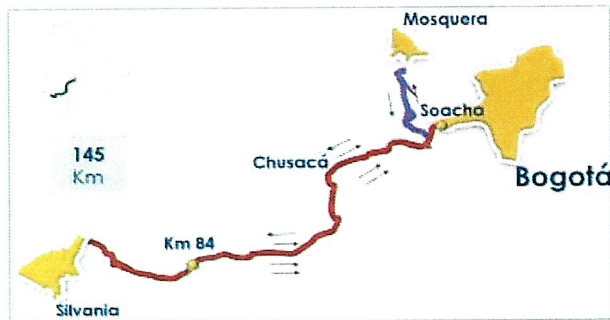 Mosquera
Soacha
145
Km
Chusacá
Bogotá
Km 84
Silvania